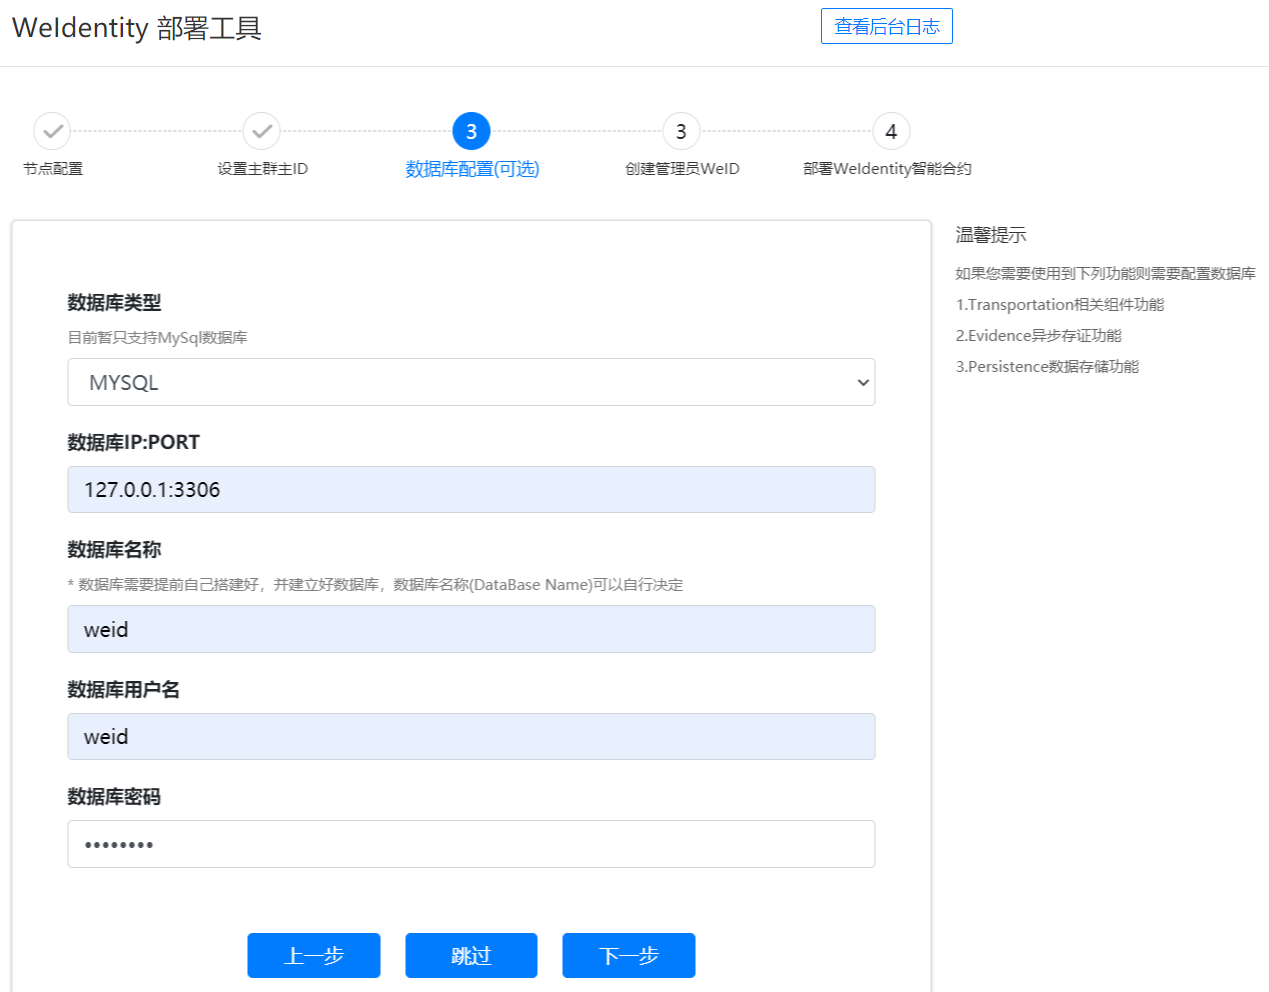 WeIdentity 部署工具
查看后台日志
3
3
4
节点配置
设置主群主ID
数据库配置(可选)
创建管理员WeID
部署WeIdentity智能合约
数据库类型
目前暂只支持MySql数据库
MYSQL
数据库IP:PORT
127.0.0.1:3306
数据库名称
* 数据库需要提前自己搭建好，并建立好数据库，数据库名称(DataBase Name)可以自行决定
weid
数据库用户名
weid
数据库密码
••••••••
上一步
跳过
下一步
温馨提示
如果您需要使用到下列功能则需要配置数据库
1.Transportation相关组件功能
2.Evidence异步存证功能
3.Persistence数据存储功能